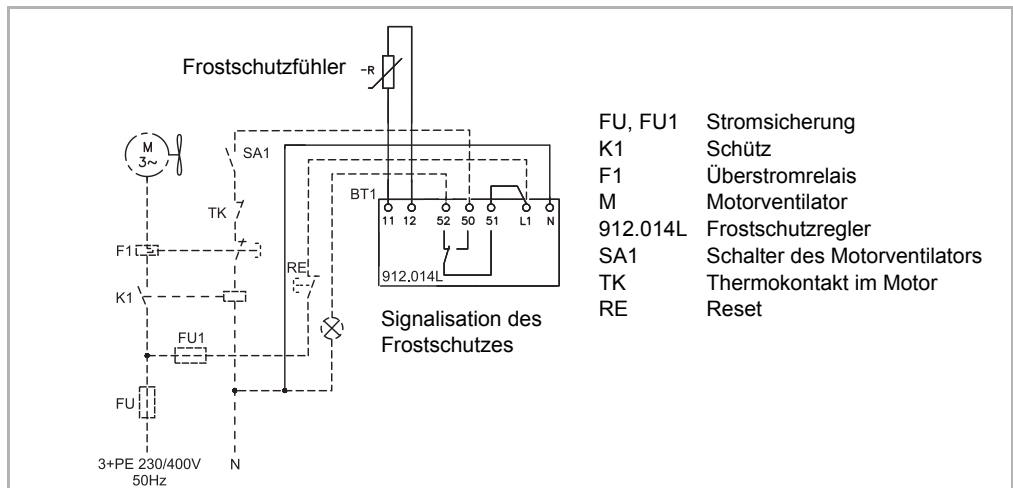 Frostschutzfühler
-R
M
3~
SA1
TK
F1
K1
FU1
FU
RE
BT1
11 12 52 50 51 L1 N
912.014L
Signalisation des
Frostschutzes
3+PE 230/400V
50Hz
N
FU, FU1 Stromsicherung
K1 Schütz
F1 Überstromrelais
M Motorventilator
912.014L Frostschutzregler
SA1 Schalter des Motorventilators
TK Thermokontakt im Motor
RE Reset